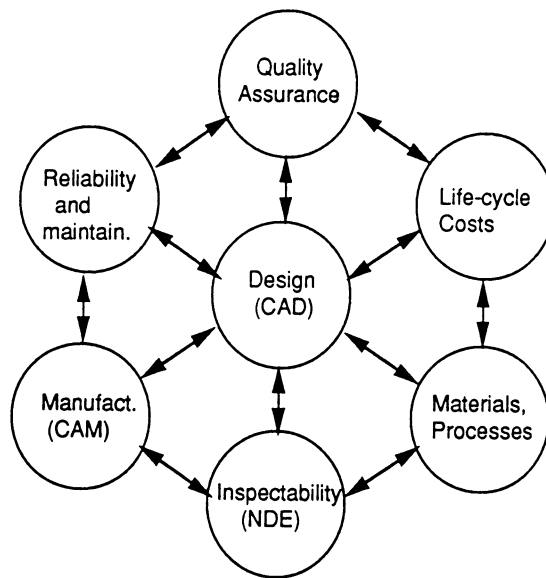 Quality
Assurance
Reliability
and
maintain.
Life-cycle
Costs
Design
(CAD)
Manufact.
(CAM)
Materials,
Processes
Inspectability
(NDE)